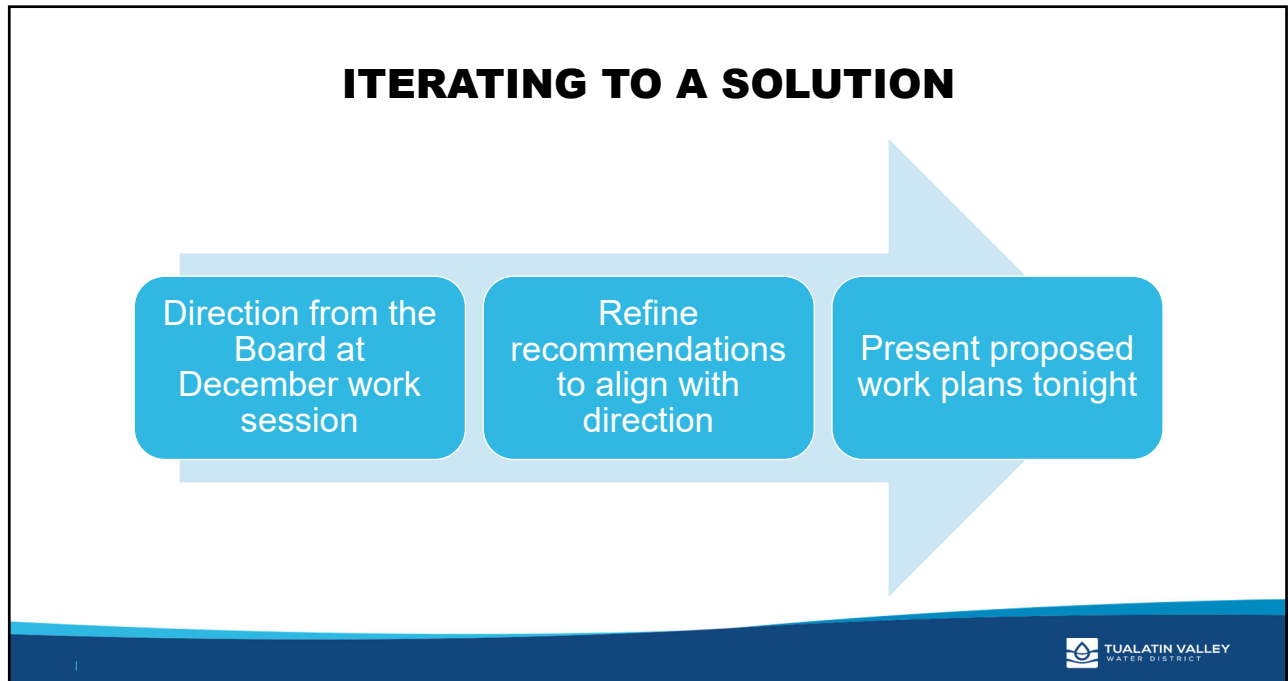 ITERATING TO A SOLUTION
Direction from the
Board at
December work
session
Refine
recommendations
to align with
direction
Present proposed
work plans tonight
TUALATIN VALLEY
WATER DISTRICT